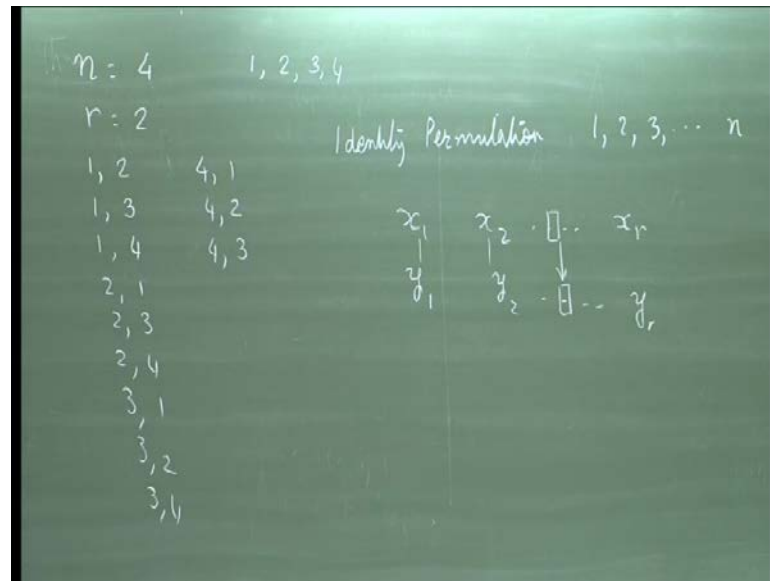 n = 4 1, 2, 3, 4
r = 2
Identity Permutation 1, 2, 3, ... n
1, 2 4, 1
1, 3 4, 2
1, 4 4, 3
2, 1
2, 3
2, 4
3, 1
3, 2
3, 4
x₁ x₂ . .. xᵣ
y₁ y₂ . - .. yᵣ